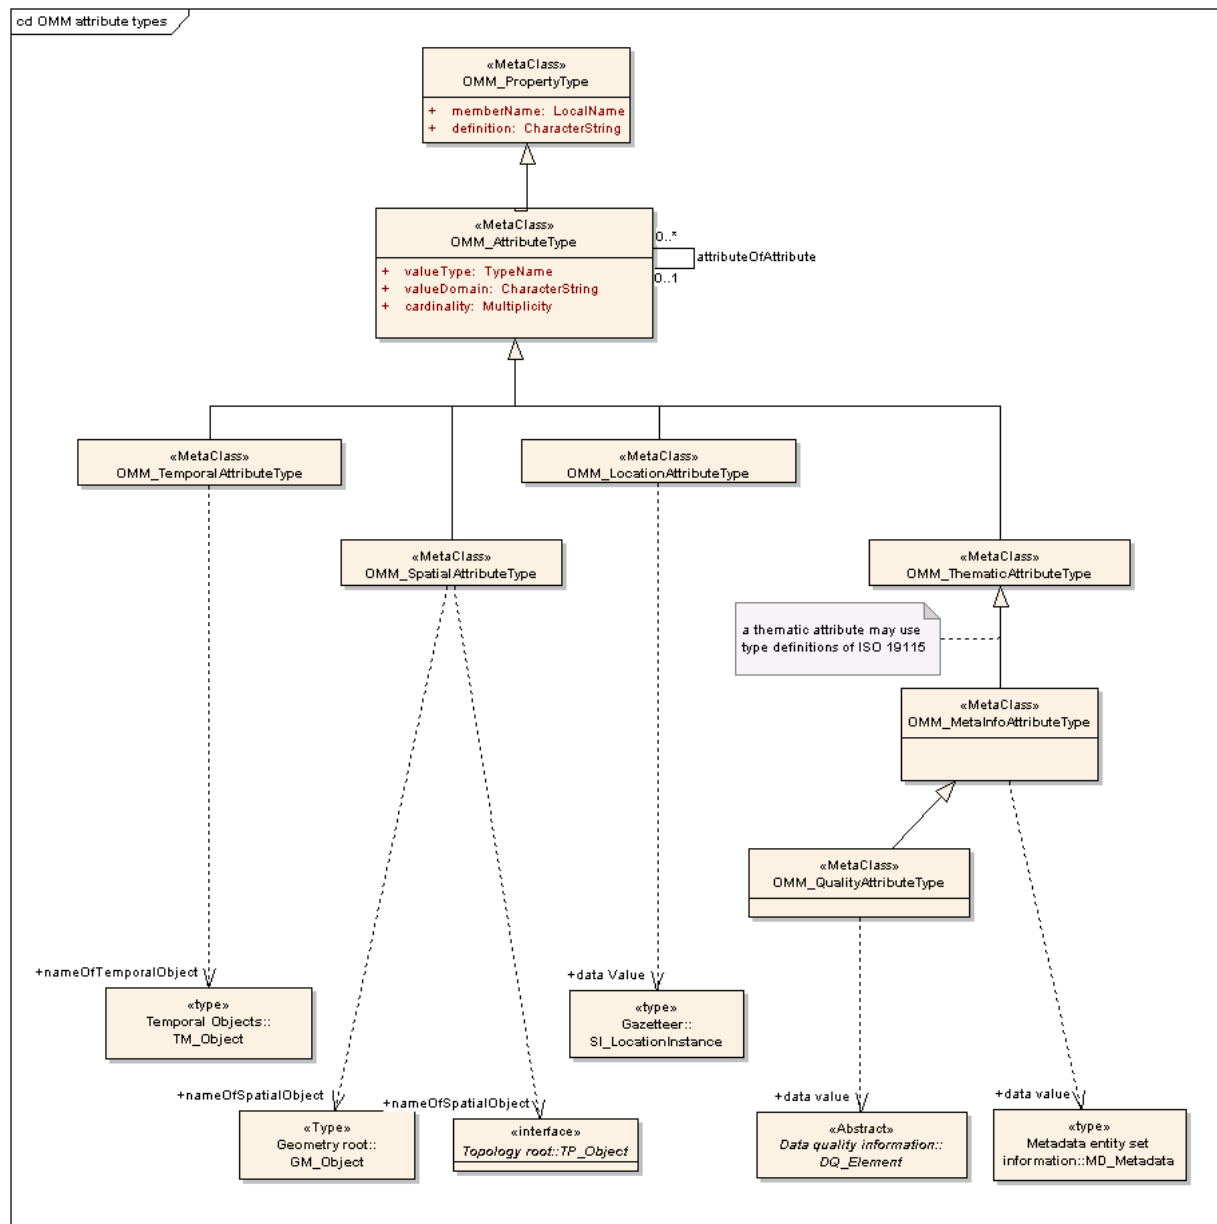 cd OMM attribute types
«MetaClass»
OMM_PropertyType
+ memberName: LocalName
+ definition: CharacterString
«MetaClass»
OMM_AttributeType
+ valueType: TypeName
+ valueDomain: CharacterString
+ cardinality: Multiplicity
0..*
attributeOfAttribute
0..1
«MetaClass»
OMM_TemporalAttributeType
«MetaClass»
OMM_LocationAttributeType
«MetaClass»
OMM_SpatialAttributeType
«MetaClass»
OMM_ThematicAttributeType
a thematic attribute may use
type definitions of ISO 19115
«MetaClass»
OMM_MetaInfoAttributeType
«MetaClass»
OMM_QualityAttributeType
+nameOfTemporalObject
«type»
Temporal Objects::
TM_Object
+data Value
«type»
Gazetteer::
SI_LocationInstance
+nameOfSpatialObject
«Type»
Geometry root::
GM_Object
+nameOfSpatialObject
«interface»
Topology root::TP_Object
+data value
«Abstract»
Data quality information::
DQ_Element
+data value
«type»
Metadata entity set
information::MD_Metadata